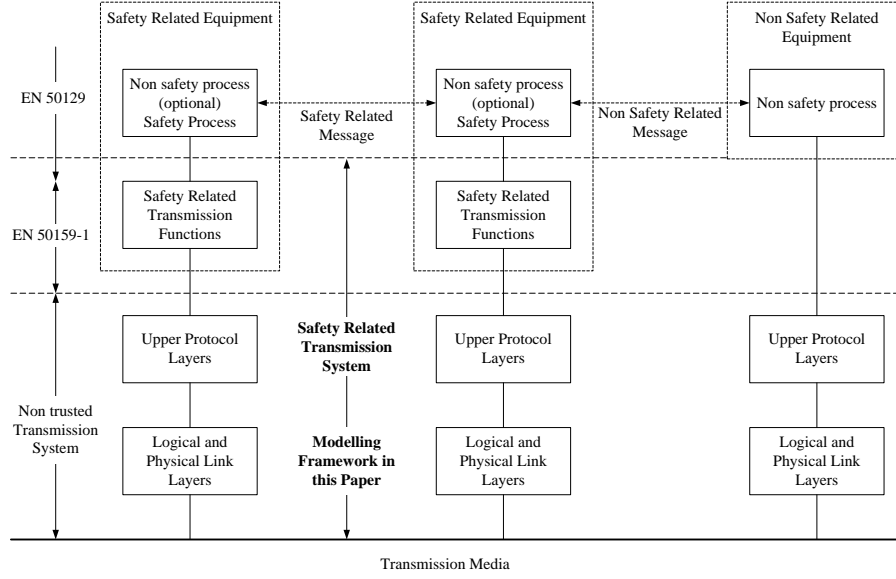 Safety Related Equipment
Safety Related Equipment
Non Safety Related
Equipment
EN 50129
Non safety process
(optional)
Safety Process
Safety Related
Message
Non safety process
(optional)
Safety Process
Non Safety Related
Message
Non safety process
EN 50159-1
Safety Related
Transmission
Functions
Safety Related
Transmission
Functions
Non trusted
Transmission
System
Upper Protocol
Layers
Safety Related
Transmission
System
Upper Protocol
Layers
Upper Protocol
Layers
Logical and
Physical Link
Layers
Modelling
Framework in
this Paper
Logical and
Physical Link
Layers
Logical and
Physical Link
Layers
Transmission Media